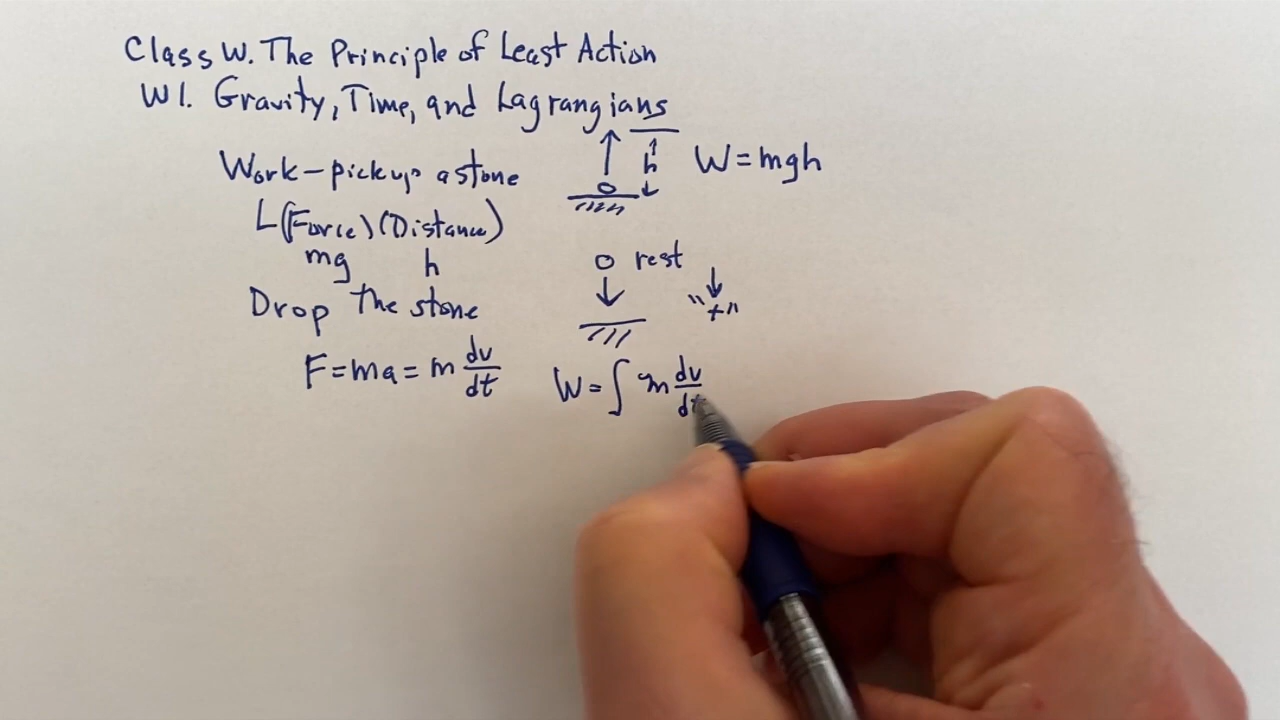 Class W. The Principle of Least Action
W1. Gravity, Time, and Lagrangians
Work - pick up a stone
h
W = mgh
(Force)(Distance)
mg h
rest
Drop the stone
"+"
F = ma = m dv/dt
W = ∫ m dv/dt